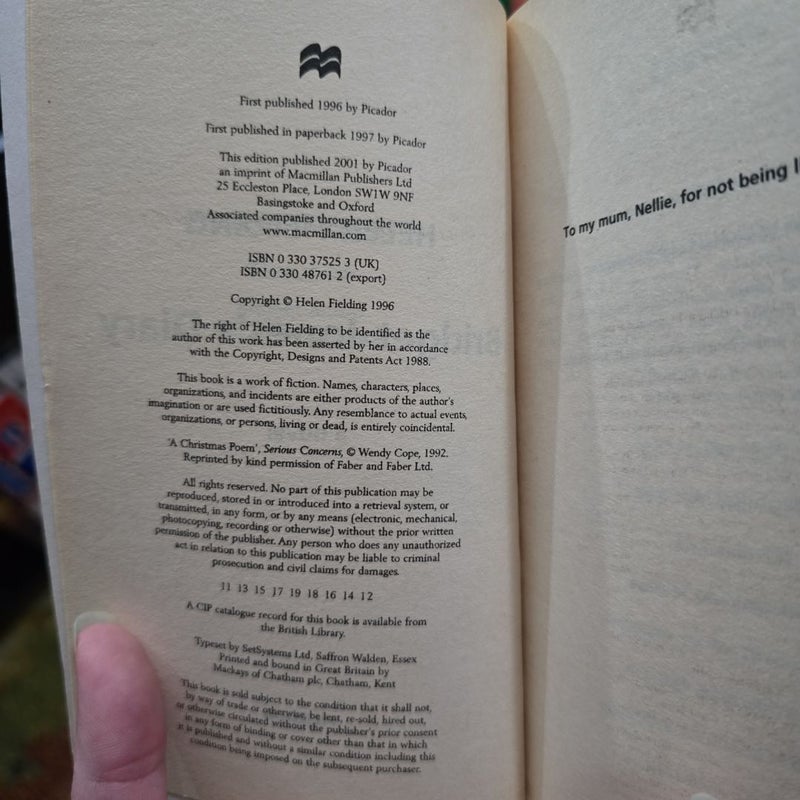 First published 1996 by Picador
First published in paperback 1997 by Picador
This edition published 2001 by Picador
an imprint of Macmillan Publishers Ltd
25 Eccleston Place, London SW1W 9NF
Basingstoke and Oxford
Associated companies throughout the world
www.macmillan.com
ISBN 0 330 37525 3 (UK)
ISBN 0 330 48761 2 (export)
Copyright © Helen Fielding 1996
The right of Helen Fielding to be identified as the
author of this work has been asserted by her in accordance
with the Copyright, Designs and Patents Act 1988.
This book is a work of fiction. Names, characters, places,
organizations, and incidents are either products of the author's
imagination or are used fictitiously. Any resemblance to actual events,
organizations, or persons, living or dead, is entirely coincidental.
'A Christmas Poem', Serious Concerns, © Wendy Cope, 1992.
Reprinted by kind permission of Faber and Faber Ltd.
All rights reserved. No part of this publication may be
reproduced, stored in or introduced into a retrieval system, or
transmitted, in any form, or by any means (electronic, mechanical,
photocopying, recording or otherwise) without the prior written
permission of the publisher. Any person who does any unauthorized
act in relation to this publication may be liable to criminal
prosecution and civil claims for damages.
11 13 15 17 19 18 16 14 12
A CIP catalogue record for this book is available from
the British Library.
Typeset by SetSystems Ltd, Saffron Walden, Essex
Printed and bound in Great Britain by
Mackays of Chatham plc, Chatham, Kent
This book is sold subject to the condition that it shall not,
by way of trade or otherwise, be lent, re-sold, hired out,
or otherwise circulated without the publisher's prior consent
in any form of binding or cover other than that in which
it is published and without a similar condition including this
condition being imposed on the subsequent purchaser.
To my mum, Nellie, for not being